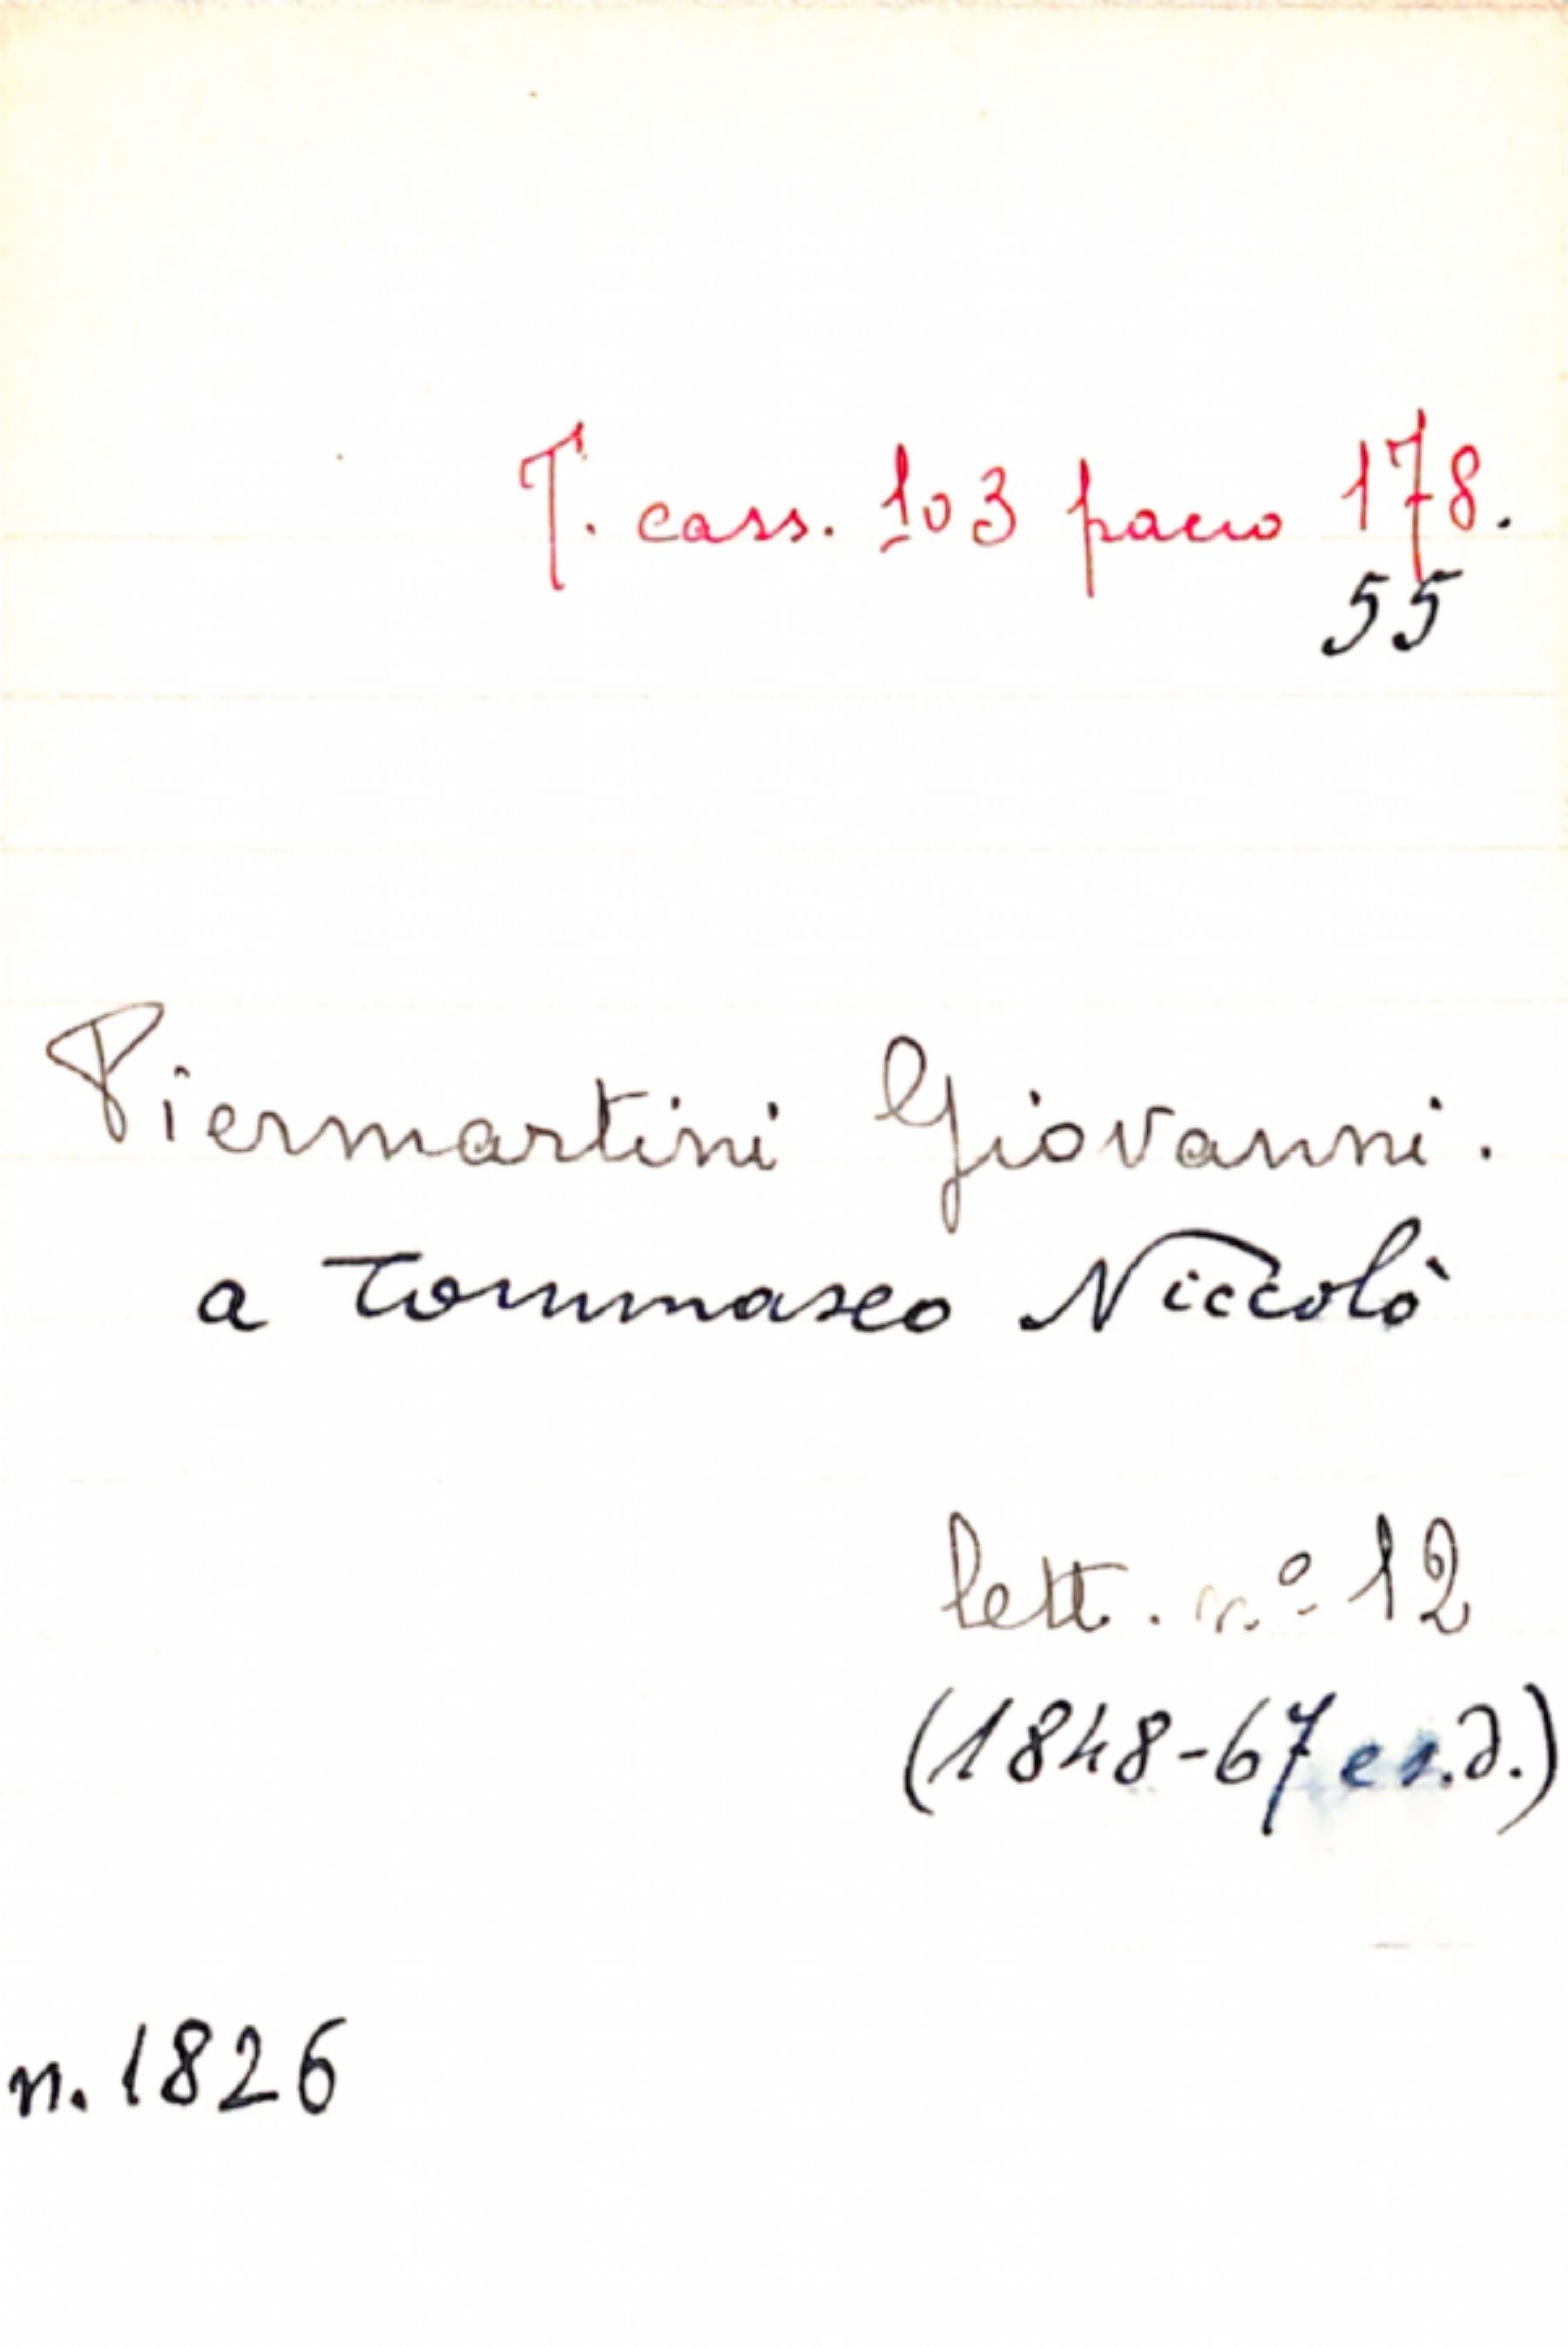 T. cass. 103 pacco 178.
55
Piermartini Giovanni.
a Tommaseo Niccolò
lett. n.º 12
(1848-67 e s.d.)
n. 1826